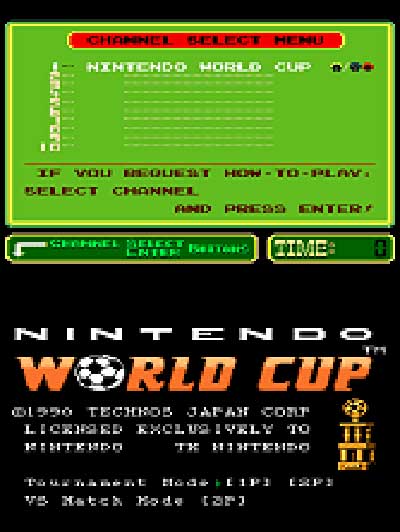 CHANNEL SELECT MENU
NINTENDO WORLD CUP
IF YOU REQUEST HOW-TO-PLAY,
SELECT CHANNEL
AND PRESS ENTER!
CHANNEL SELECT
ENTER BUTTONS
TIME: 0
NINTENDO
WORLD CUP TM
©1990 TECHNOS JAPAN CORP
LICENSED EXCLUSIVELY TO
NINTENDO TM NINTENDO
Tournament Mode:[1P] [2P]
VS Match Mode [2P]